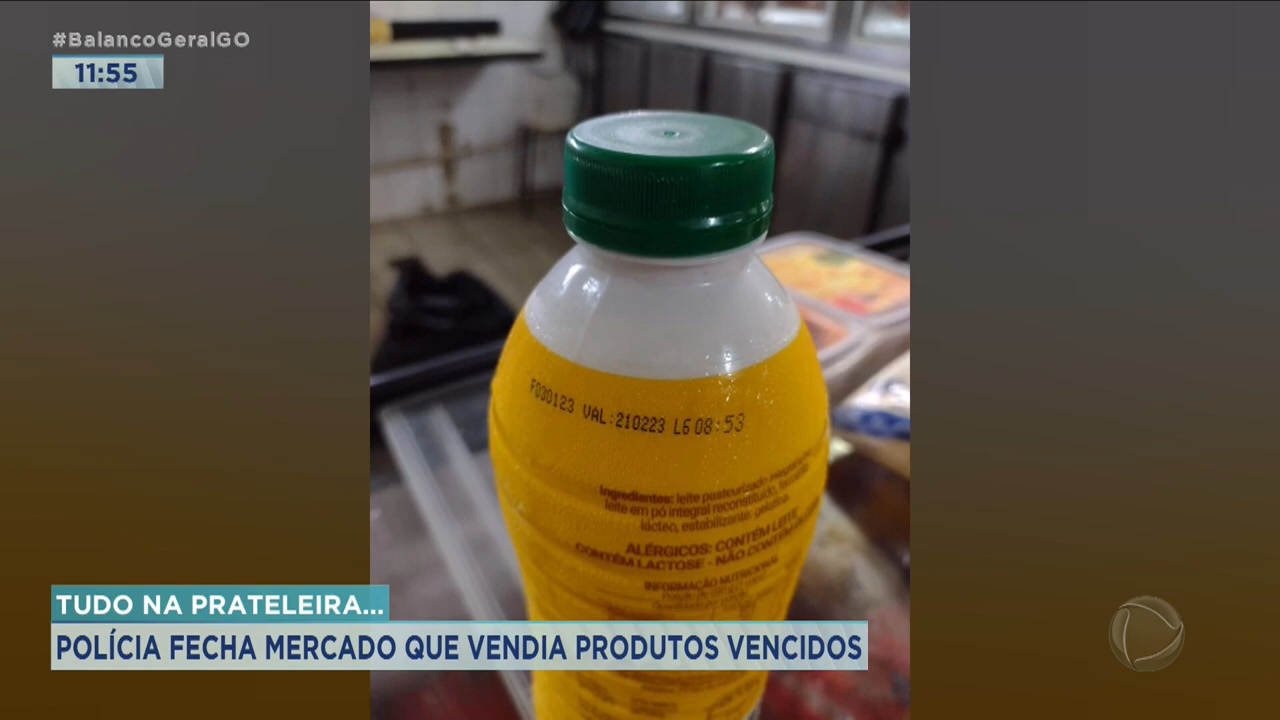 #BalancoGeralGO
11:55
F030123 VAL:210223 L6 08:53
Ingredientes: leite pasteurizado integral
leite em pó integral reconstituído, fermento
lácteo, estabilizante: gelatina.
ALÉRGICOS: CONTÉM LEITE
CONTÉM LACTOSE - NÃO CONTÉM
INFORMAÇÃO NUTRICIONAL
TUDO NA PRATELEIRA...
POLÍCIA FECHA MERCADO QUE VENDIA PRODUTOS VENCIDOS